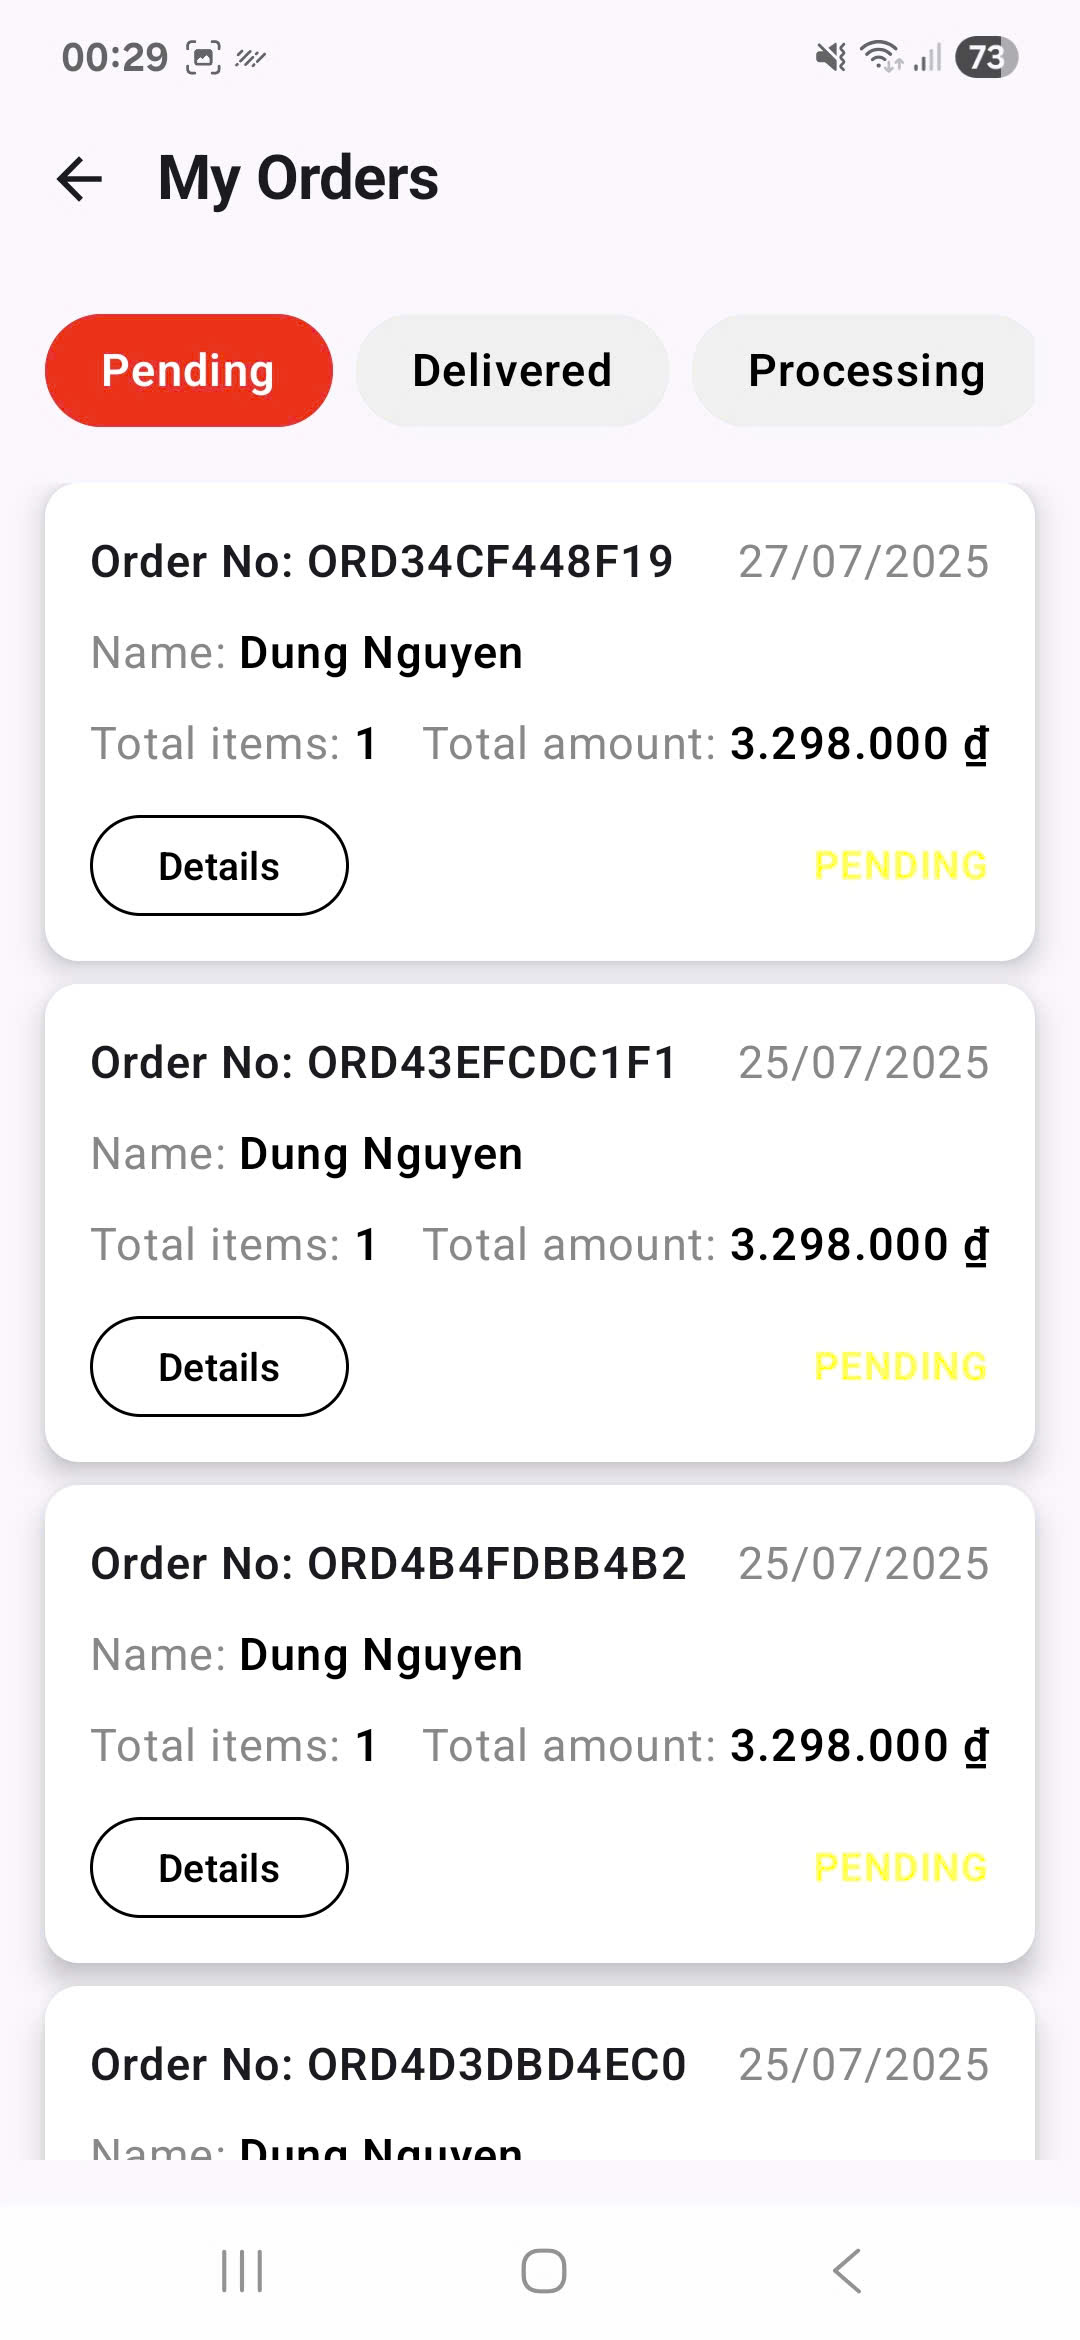 00:29
73
My Orders
Pending Delivered Processing
Order No: ORD34CF448F19 27/07/2025
Name: Dung Nguyen
Total items: 1 Total amount: 3.298.000 ₫
Details PENDING
Order No: ORD43EFCDC1F1 25/07/2025
Name: Dung Nguyen
Total items: 1 Total amount: 3.298.000 ₫
Details PENDING
Order No: ORD4B4FDBB4B2 25/07/2025
Name: Dung Nguyen
Total items: 1 Total amount: 3.298.000 ₫
Details PENDING
Order No: ORD4D3DBD4EC0 25/07/2025
Name: Dung Nguyen